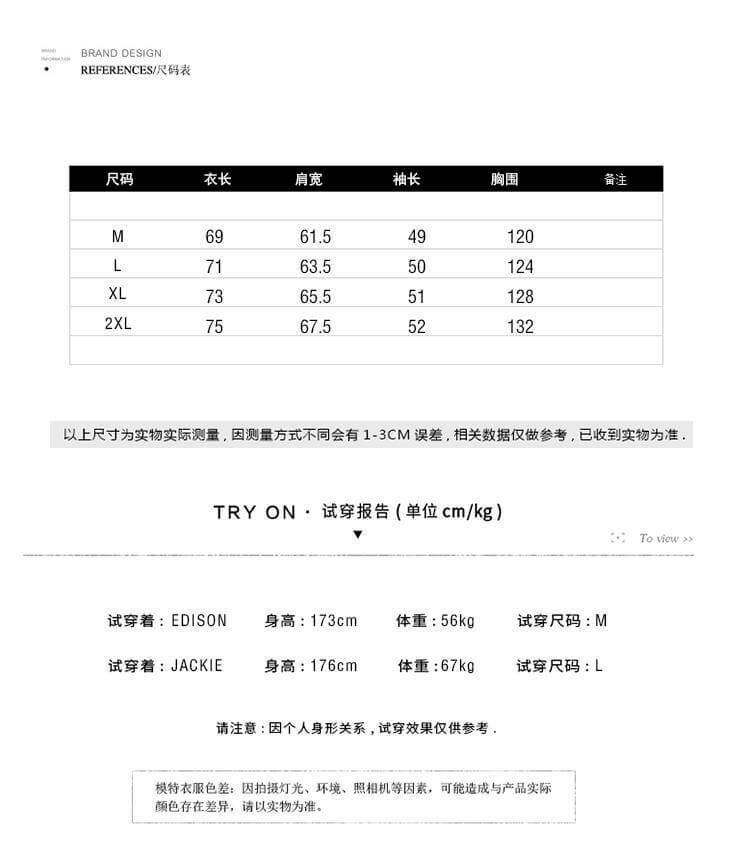 BRAND
INFORMATION
BRAND DESIGN
REFERENCES/尺码表
尺码 衣长 肩宽 袖长 胸围 备注
M 69 61.5 49 120
L 71 63.5 50 124
XL 73 65.5 51 128
2XL 75 67.5 52 132
以上尺寸为实物实际测量,因测量方式不同会有1-3CM误差,相关数据仅做参考,已收到实物为准.
TRY ON · 试穿报告(单位cm/kg)
To view >>
试穿着:EDISON 身高:173cm 体重:56kg 试穿尺码:M
试穿着:JACKIE 身高:176cm 体重:67kg 试穿尺码:L
请注意:因个人身形关系,试穿效果仅供参考.
模特衣服色差：因拍摄灯光、环境、照相机等因素，可能造成与产品实际
颜色存在差异，请以实物为准。